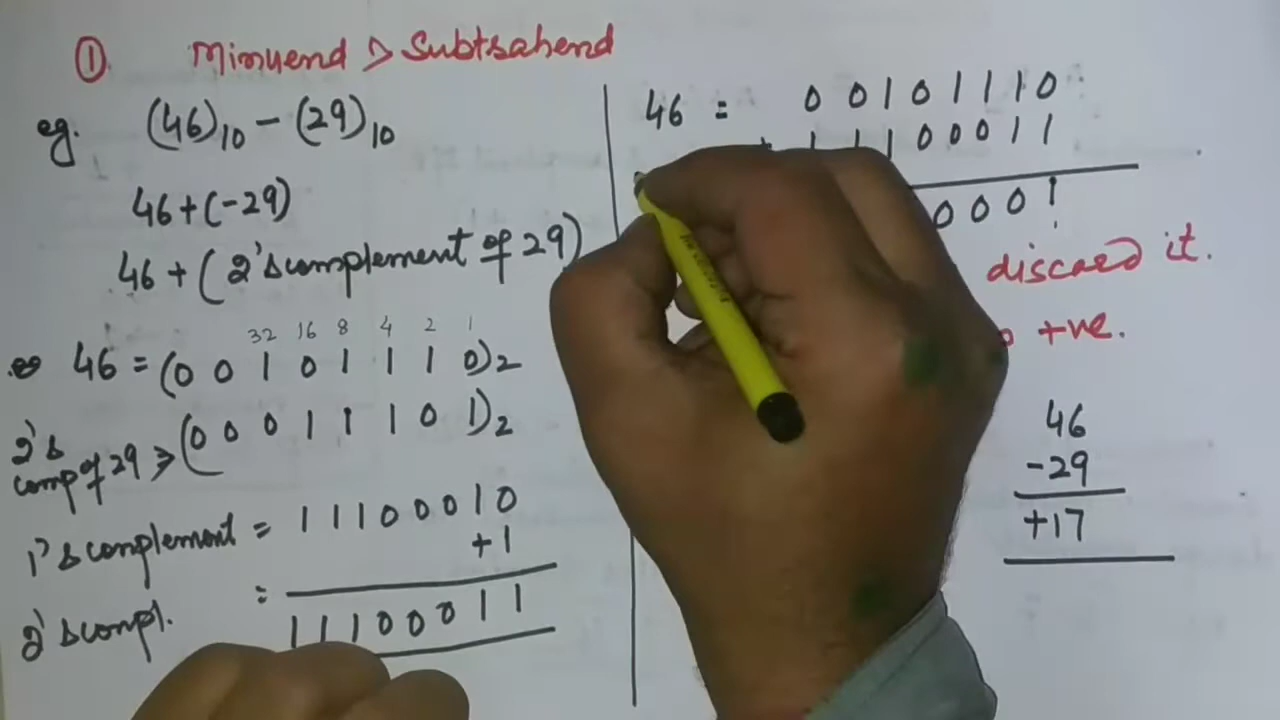 ① Minuend > Subtsahend
eg. (46)10 - (29)10
46+(-29)
46 + (2's complement of 29)
32 16 8 4 2 1
46 = (0 0 1 0 1 1 1 0)2
2's comp of 29 => (0 0 0 1 1 1 0 1)2
1's complement = 1 1 1 0 0 0 1 0
+1
2's compl. = 1 1 1 0 0 0 1 1
46 = 0 0 1 0 1 1 1 0
+ 1 1 1 0 0 0 1 1
0 0 0 1
discard it.
+ve.
46
-29
+17